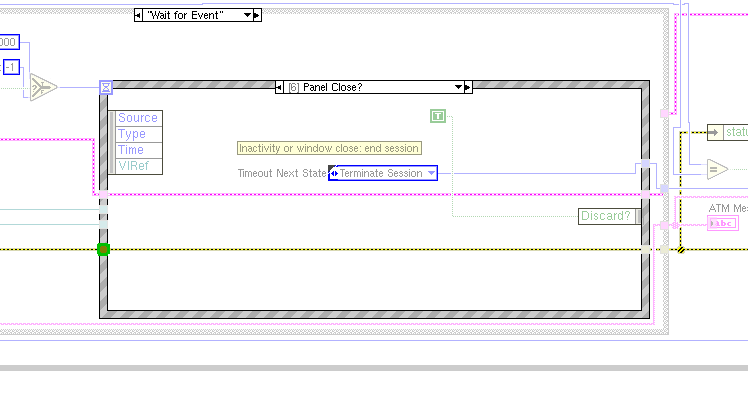 "Wait for Event"
000
-1
?
[6] Panel Close?
Source
Type
Time
VIRef
T
Inactivity or window close: end session
Timeout Next State
Terminate Session
Discard?
statu
=
ATM Me
abc